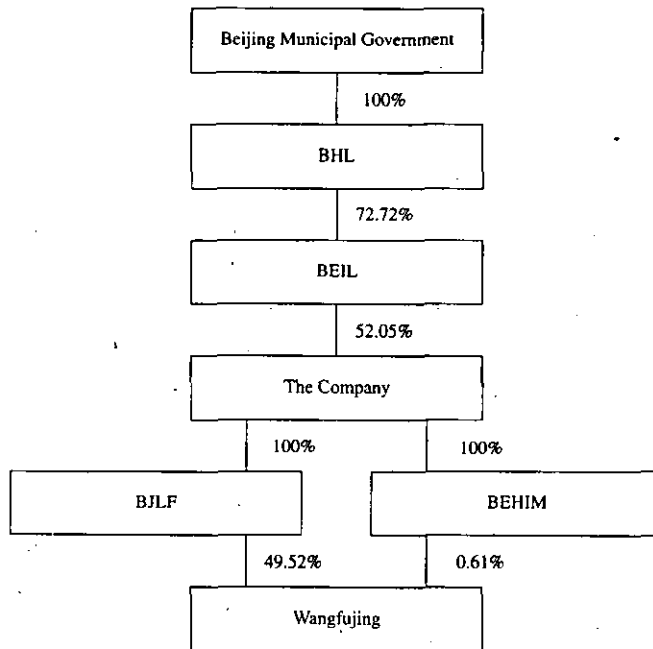 Beijing Municipal Government
100%
BHL
72.72%
BEIL
52.05%
The Company
100% 100%
BJLF BEHIM
49.52% 0.61%
Wangfujing